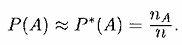 P(A) ≈ P*(A) = n_A / n.